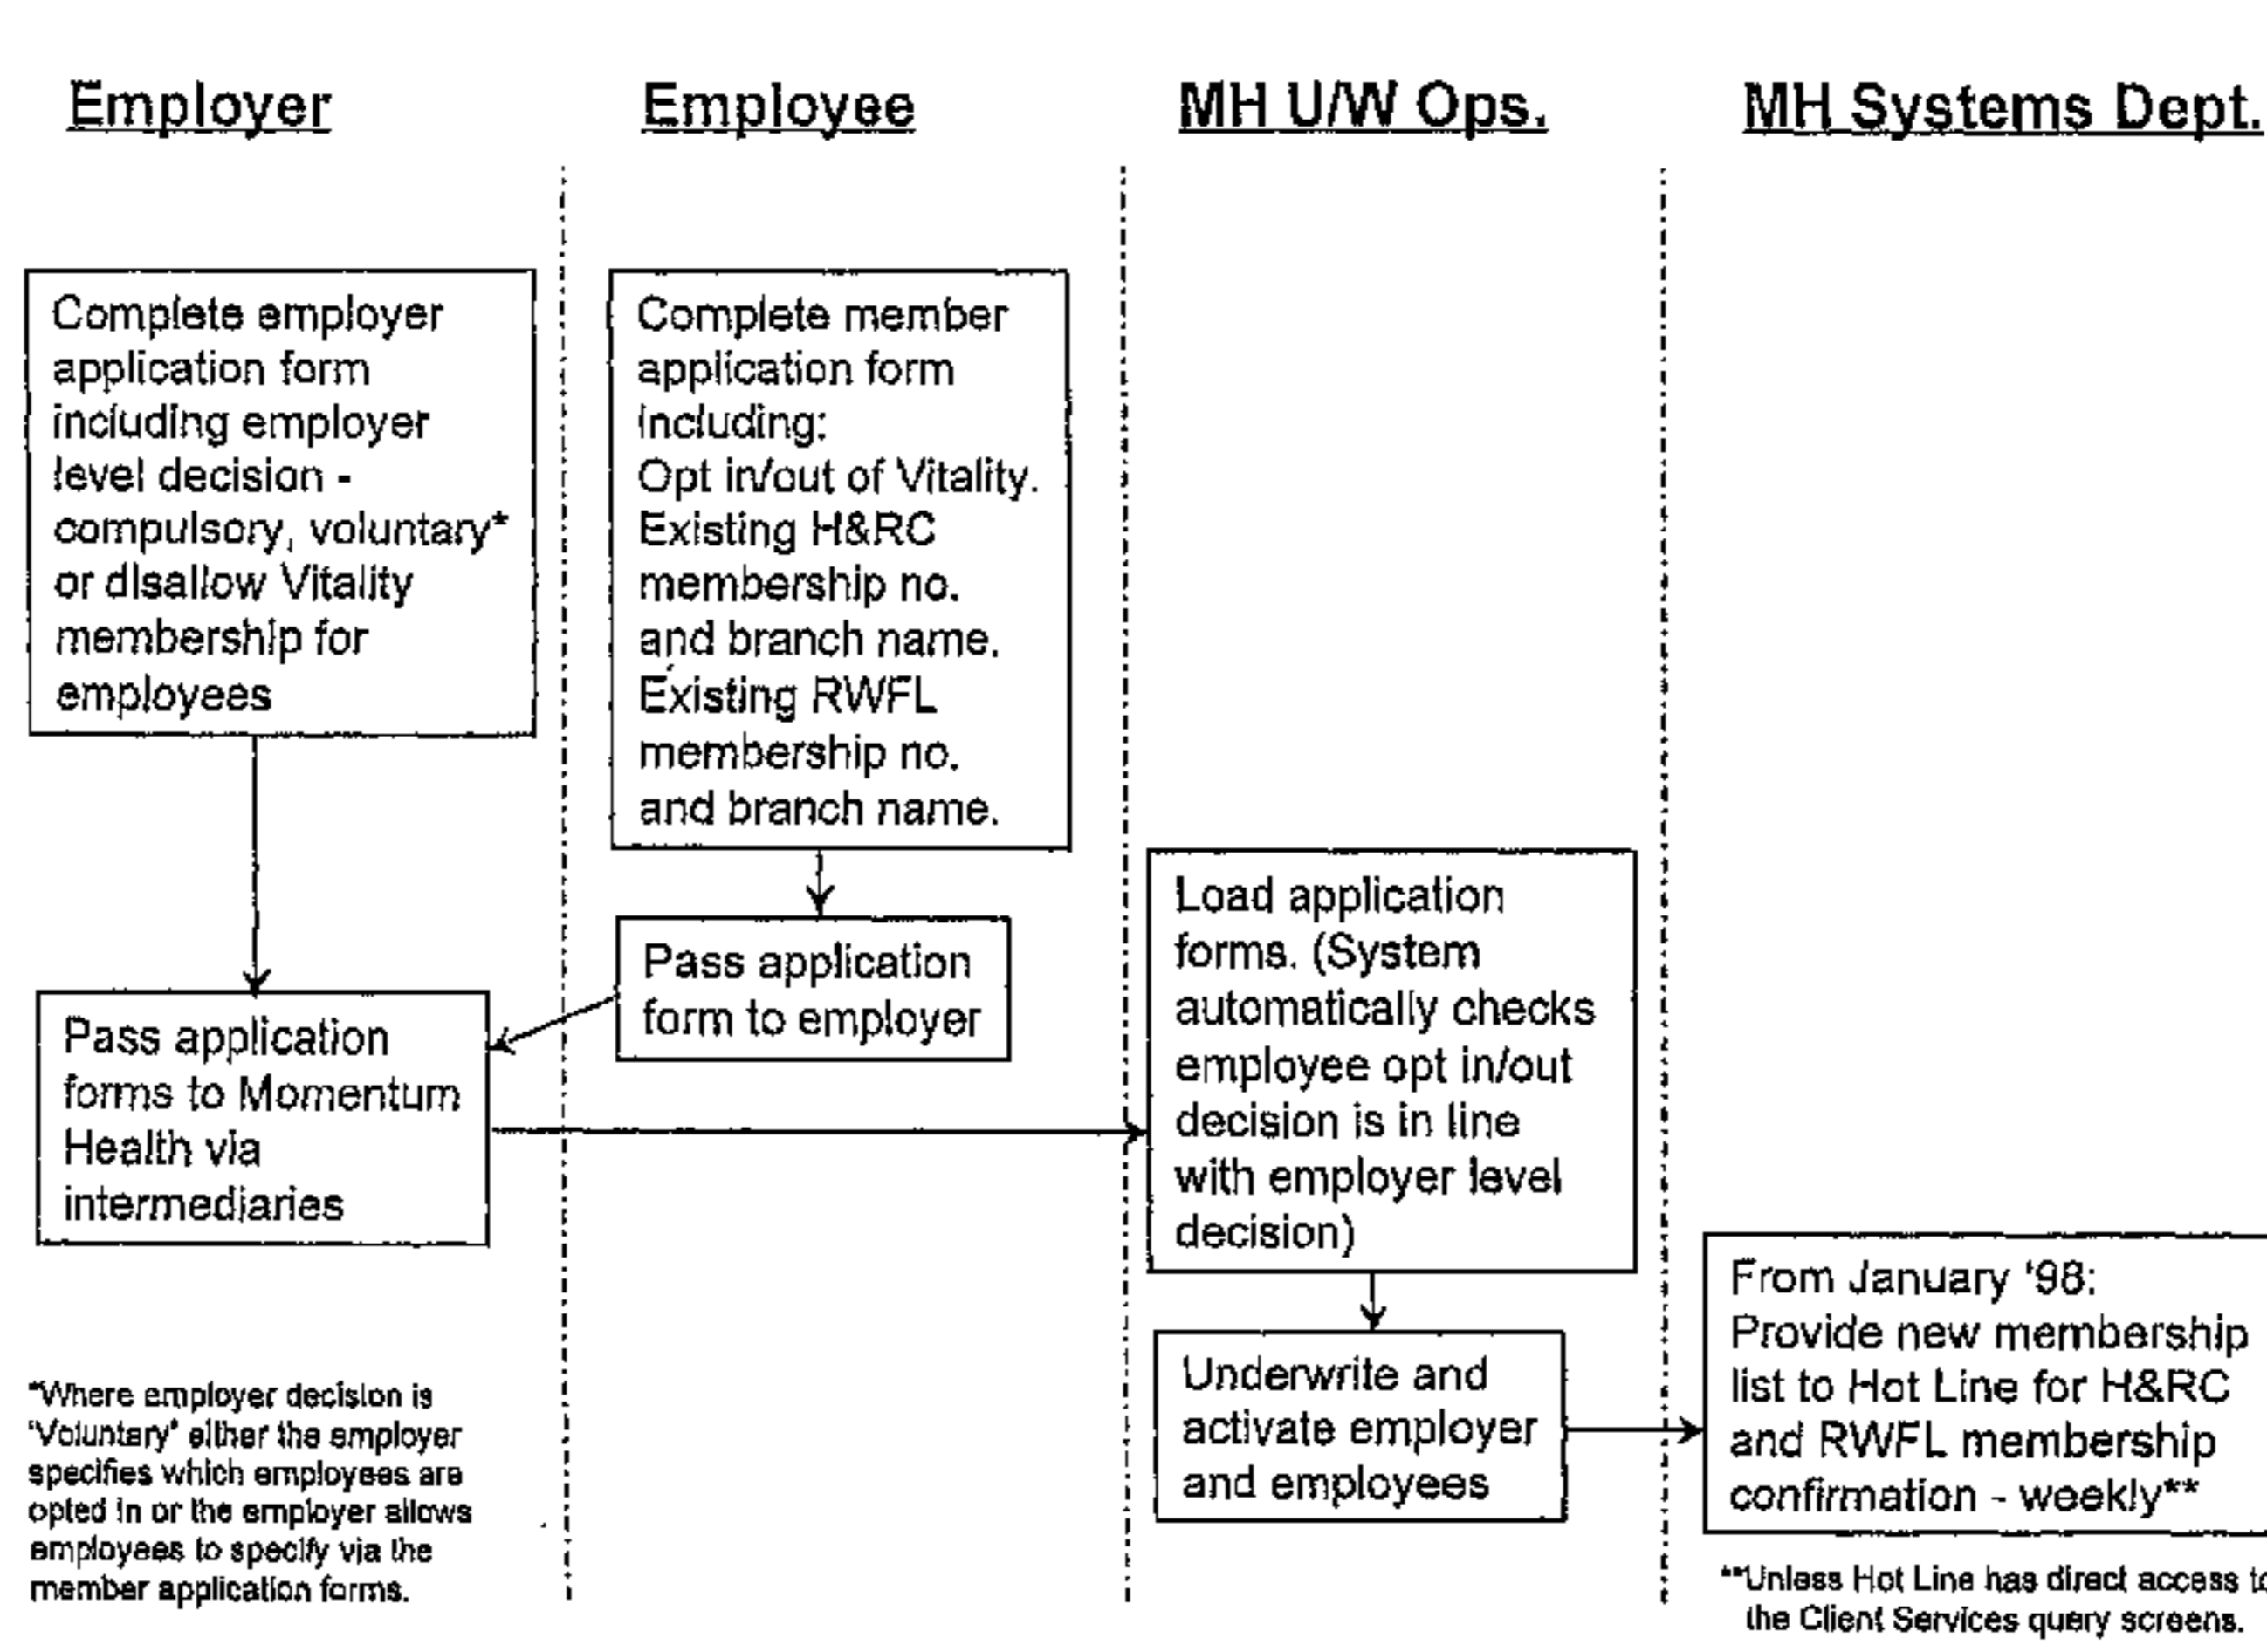 Employer
Employee
MH U/W Ops.
MH Systems Dept.
Complete employer
application form
including employer
level decision -
compulsory, voluntary*
or disallow Vitality
membership for
employees
Complete member
application form
including:
Opt in/out of Vitality.
Existing H&RC
membership no.
and branch name.
Existing RWFL
membership no.
and branch name.
Pass application
form to employer
Pass application
forms to Momentum
Health via
intermediaries
Load application
forms. (System
automatically checks
employee opt in/out
decision is in line
with employer level
decision)
Underwrite and
activate employer
and employees
From January '98:
Provide new membership
list to Hot Line for H&RC
and RWFL membership
confirmation - weekly**
*Where employer decision is
'Voluntary' either the employer
specifies which employees are
opted in or the employer allows
employees to specify via the
member application forms.
**Unless Hot Line has direct access to
the Client Services query screens.